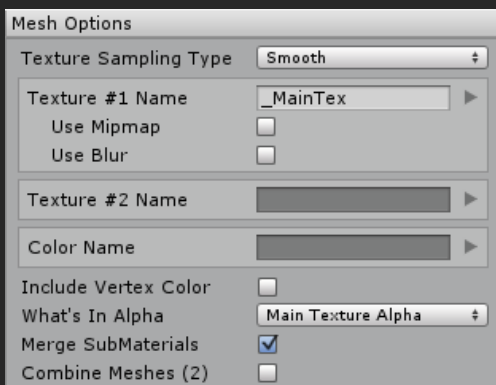 Mesh Options
Texture Sampling Type Smooth
Texture #1 Name _MainTex
Use Mipmap
Use Blur
Texture #2 Name
Color Name
Include Vertex Color
What's In Alpha Main Texture Alpha
Merge SubMaterials
Combine Meshes (2)